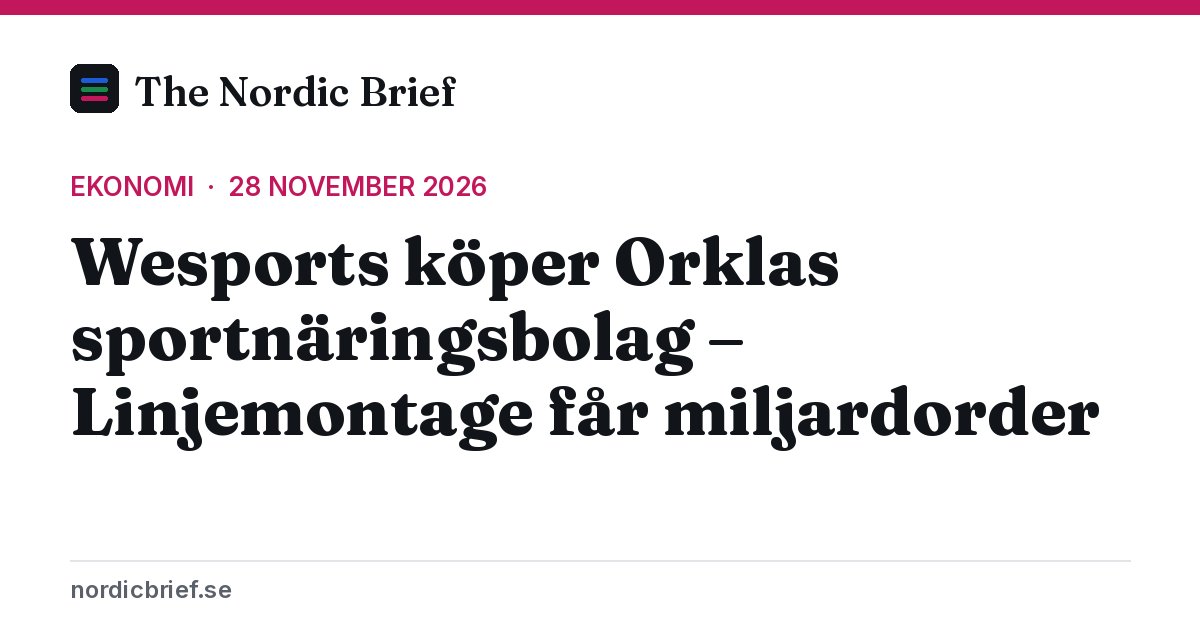 The Nordic Brief
EKONOMI · 28 NOVEMBER 2026
Wesports köper Orklas
sportnäringsbolag –
Linjemontage får miljardorder
nordicbrief.se